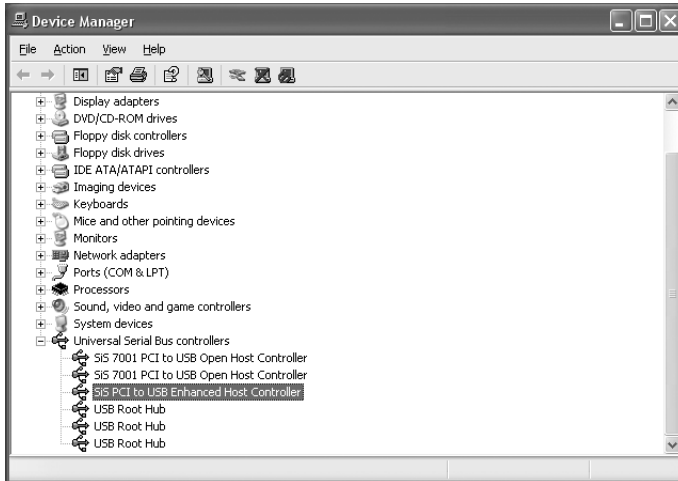 Device Manager
File Action View Help
Display adapters
DVD/CD-ROM drives
Floppy disk controllers
Floppy disk drives
IDE ATA/ATAPI controllers
Imaging devices
Keyboards
Mice and other pointing devices
Monitors
Network adapters
Ports (COM & LPT)
Processors
Sound, video and game controllers
System devices
Universal Serial Bus controllers
SiS 7001 PCI to USB Open Host Controller
SiS 7001 PCI to USB Open Host Controller
SiS PCI to USB Enhanced Host Controller
USB Root Hub
USB Root Hub
USB Root Hub